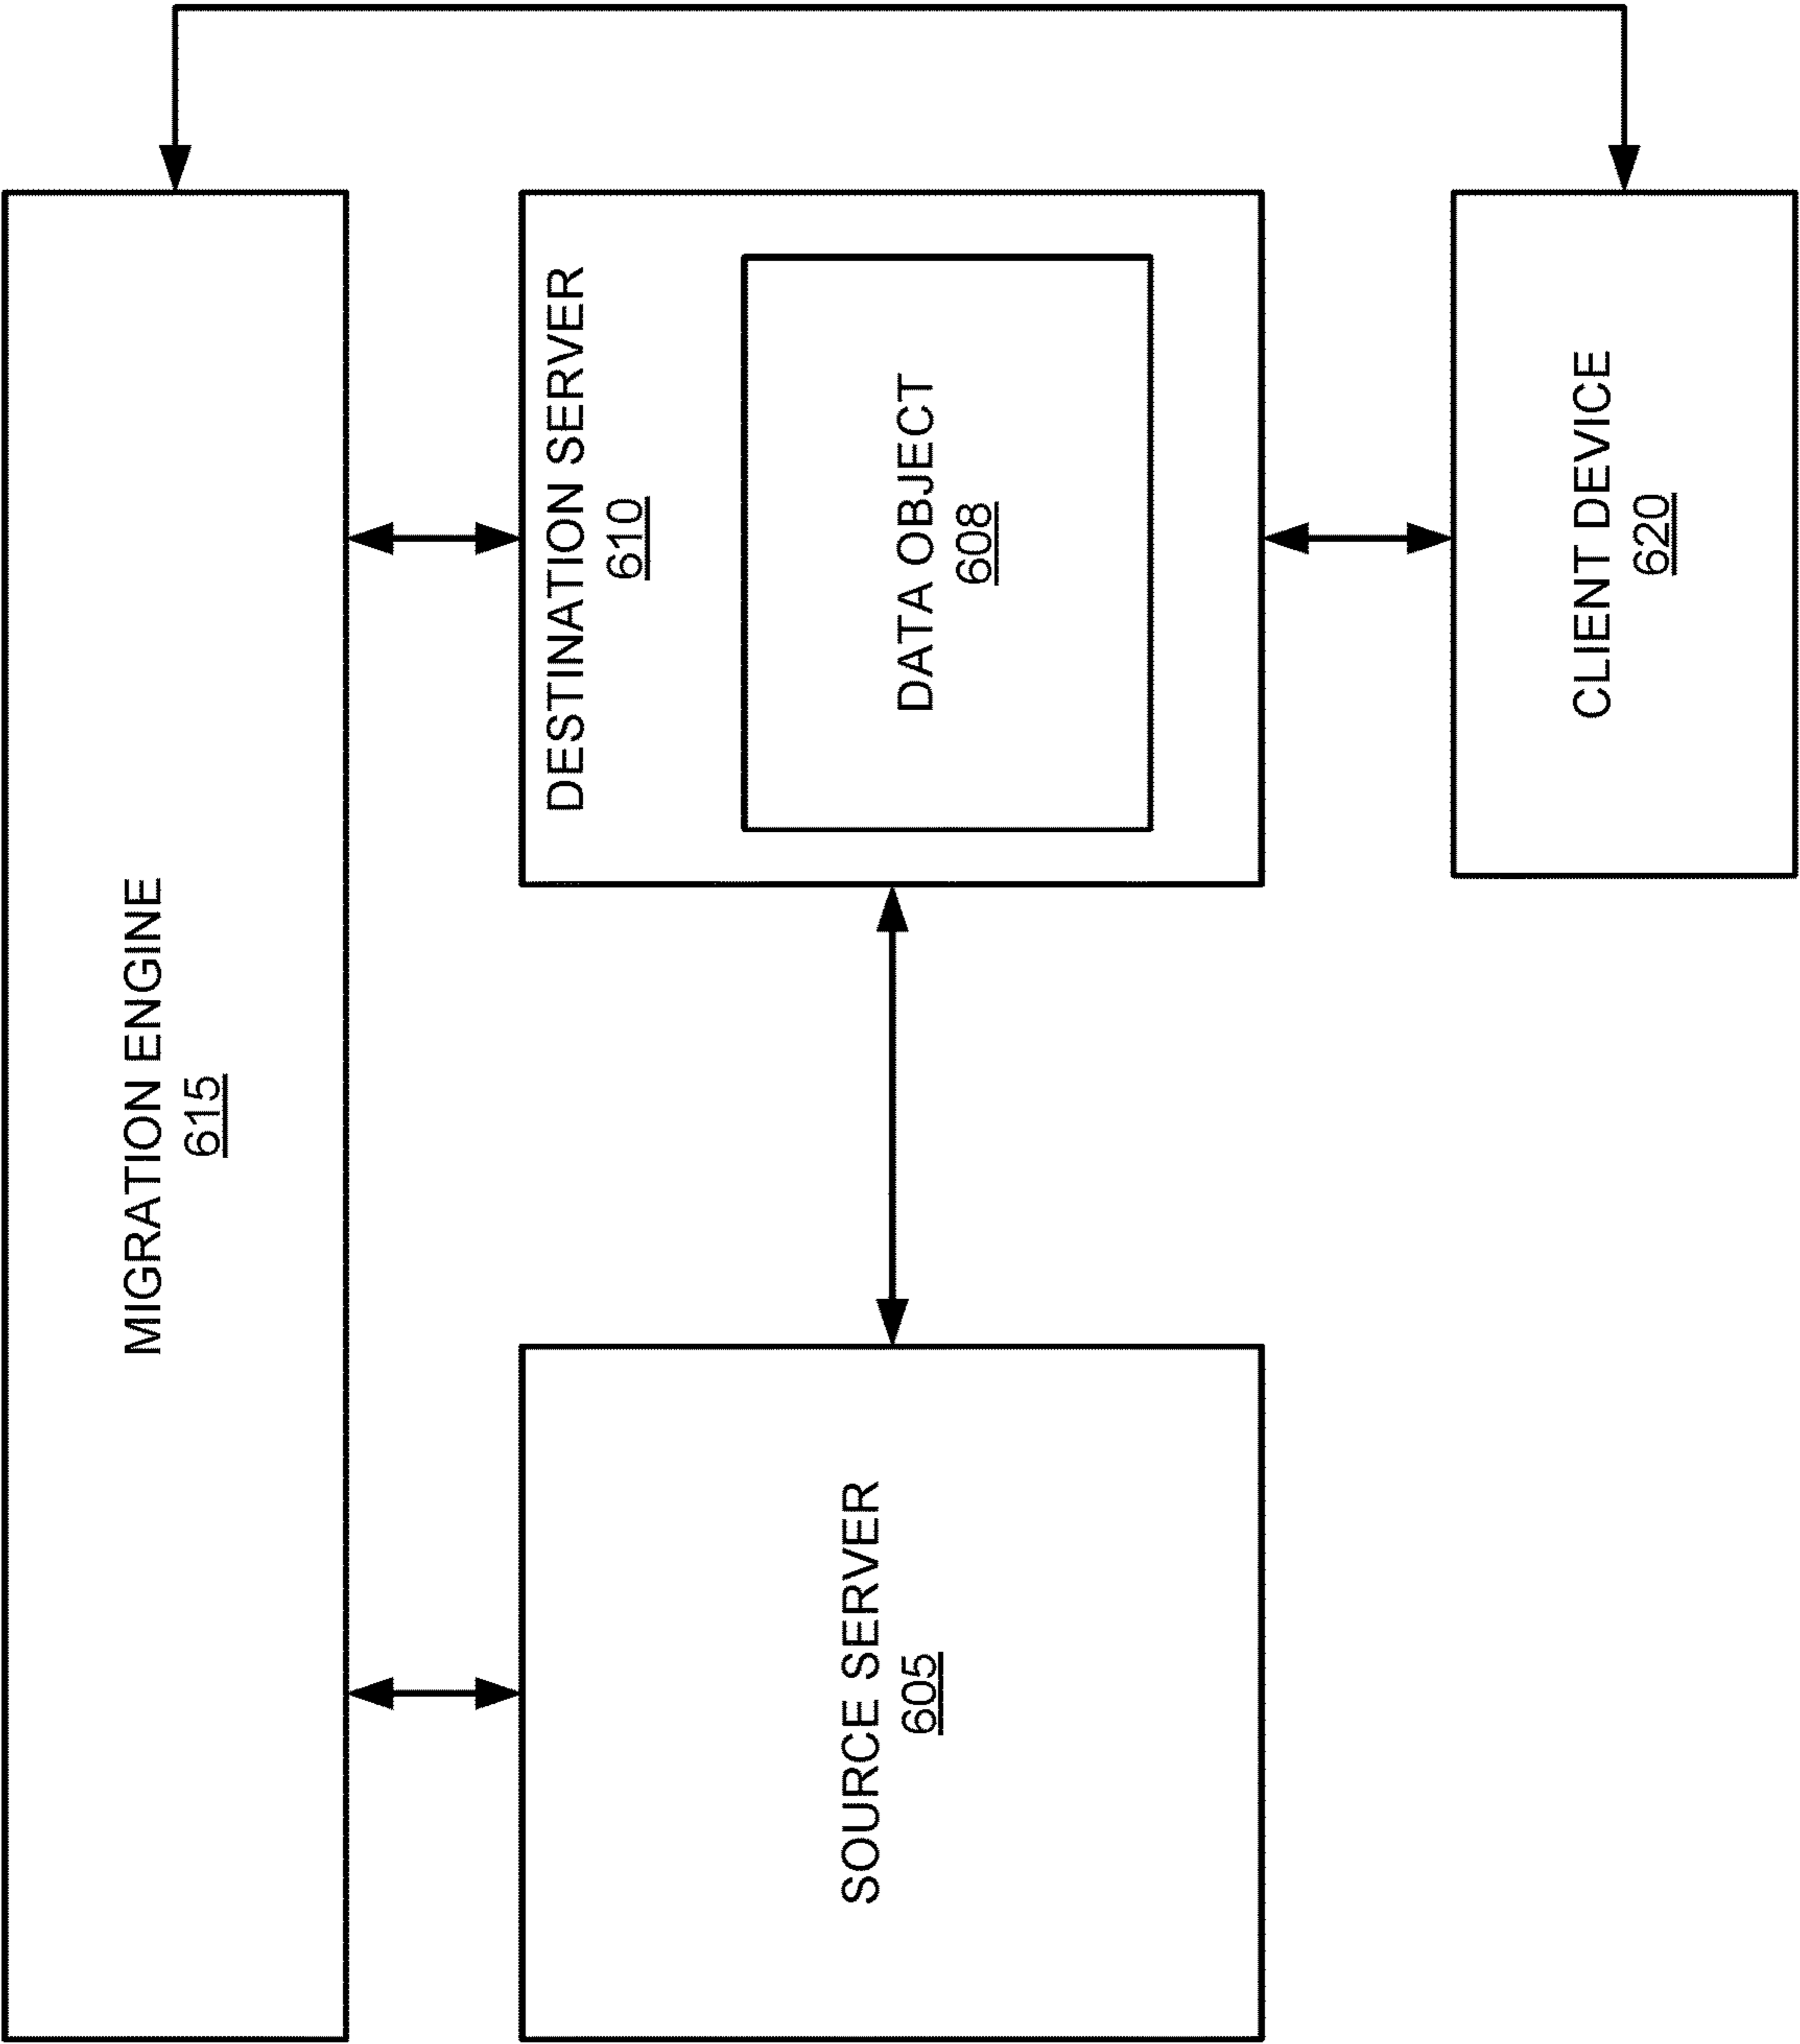 MIGRATION ENGINE
615
SOURCE SERVER
605
DESTINATION SERVER
610
DATA OBJECT
608
CLIENT DEVICE
620